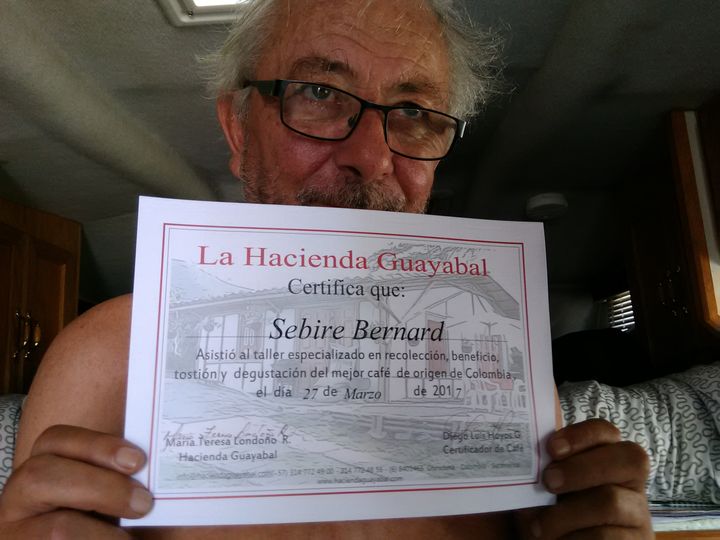 La Hacienda Guayabal
Certifica que:
Sebire Bernard
Asistió al taller especializado en recolección, beneficio,
tostión y degustación del mejor café de origen de Colombia,
el día 27 de Marzo de 2017
María Teresa Londoño R.
Hacienda Guayabal
Diego Luis Hoyos G.
Certificador de Café
www.haciendaguayabal.com